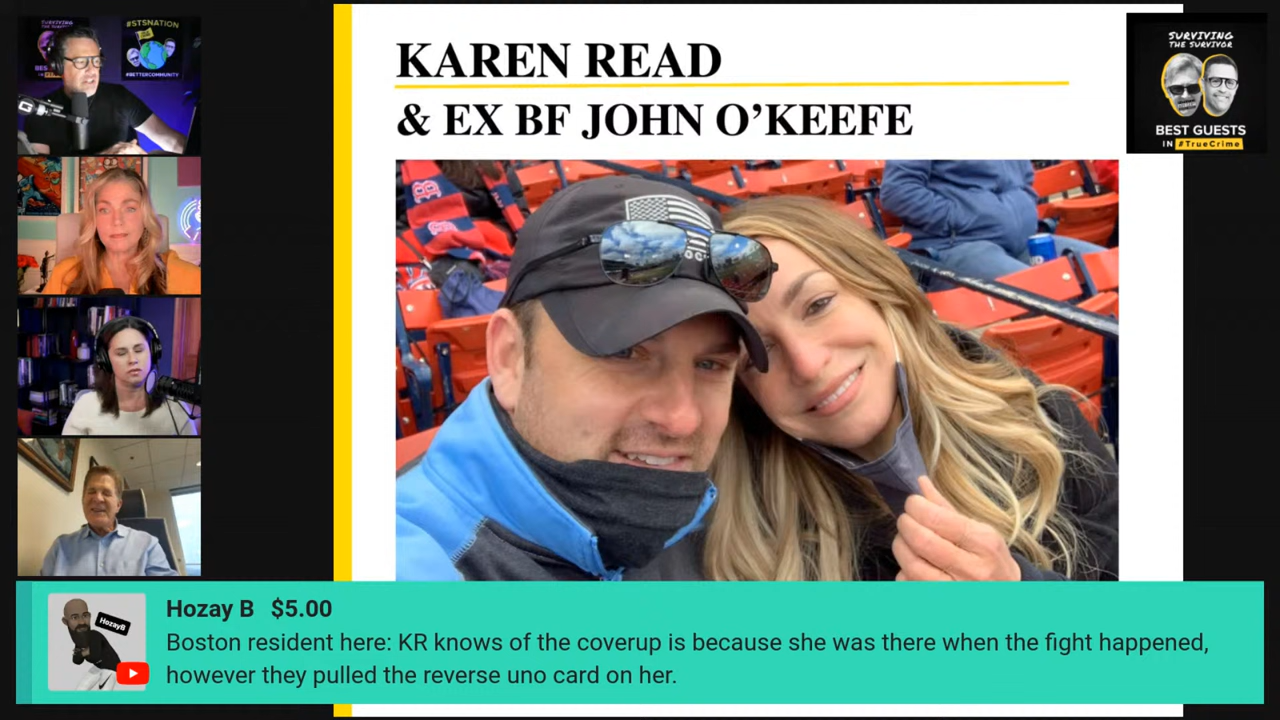 KAREN READ
& EX BF JOHN O'KEEFE
SURVIVING
THE SURVIVOR
BEST GUESTS
IN #TrueCrime
#STSNATION
#BETTERCOMMUNITY
HozayB
Hozay B $5.00
Boston resident here: KR knows of the coverup is because she was there when the fight happened,
however they pulled the reverse uno card on her.